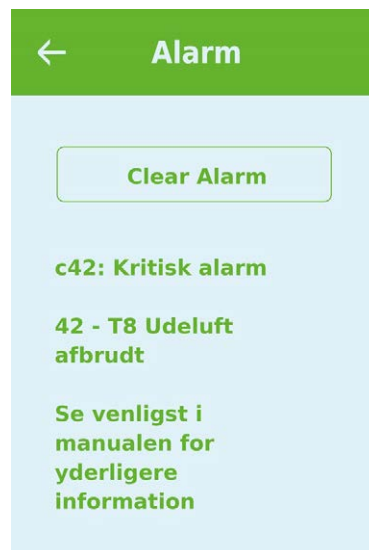 Alarm
Clear Alarm
c42: Kritisk alarm
42 - T8 Udeluft
afbrudt
Se venligst i
manualen for
yderligere
information